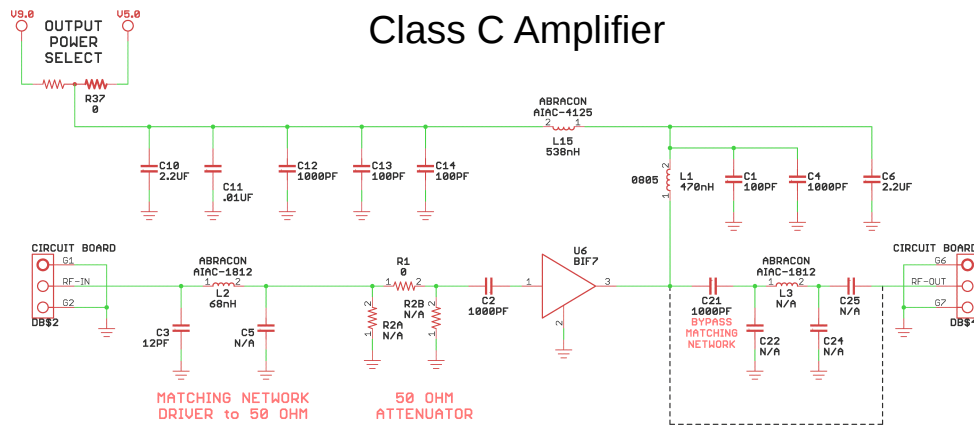 Class C Amplifier
V9.0
V5.0
OUTPUT
POWER
SELECT
R37
0
ABRACON
AIAC-4125
2
1
L15
538nH
C10
2.2UF
C11
.01UF
C12
1000PF
C13
100PF
C14
100PF
0805
2
1
L1
470nH
C1
100PF
C4
1000PF
C6
2.2UF
CIRCUIT BOARD
G1
RF-IN
G2
DB$2
ABRACON
AIAC-1812
1
2
L2
68nH
C3
12PF
C5
N/A
R1
0
1
2
R2B
N/A
2
1
R2A
N/A
2
1
C2
1000PF
U6
BIF7
1
3
2
C21
1000PF
BYPASS
MATCHING
NETWORK
ABRACON
AIAC-1812
1
2
L3
N/A
C22
N/A
C24
N/A
C25
N/A
CIRCUIT BOARD
G6
RF-OUT
G7
MATCHING NETWORK
DRIVER to 50 OHM
50 OHM
ATTENUATOR